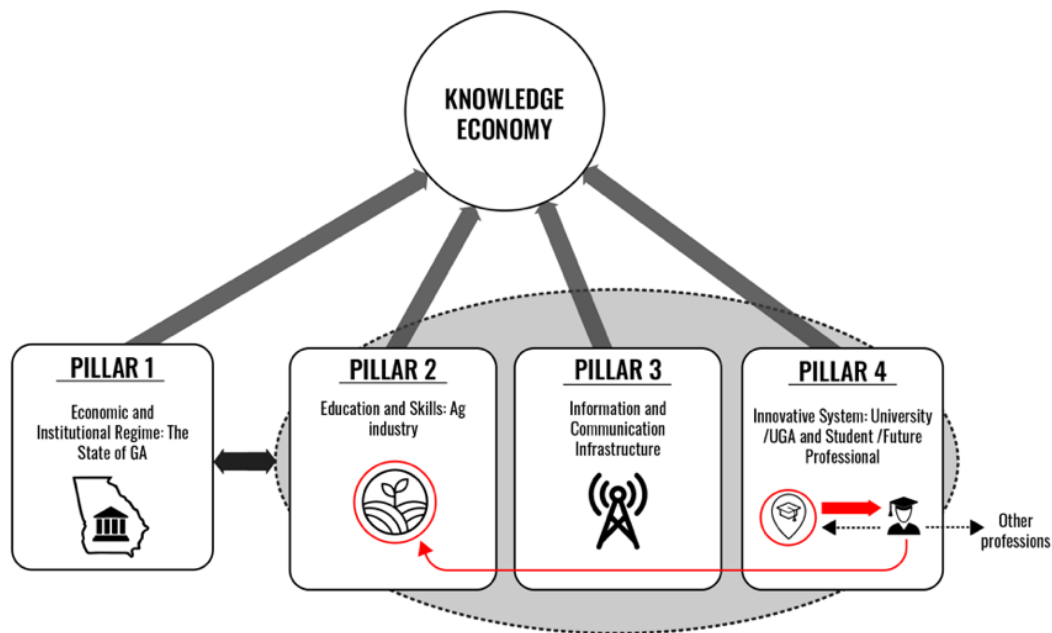 KNOWLEDGE
ECONOMY
PILLAR 1
Economic and
Institutional Regime: The
State of GA
PILLAR 2
Education and Skills: Ag
industry
PILLAR 3
Information and
Communication
Infrastructure
PILLAR 4
Innovative System: University
/UGA and Student /Future
Professional
Other
professions